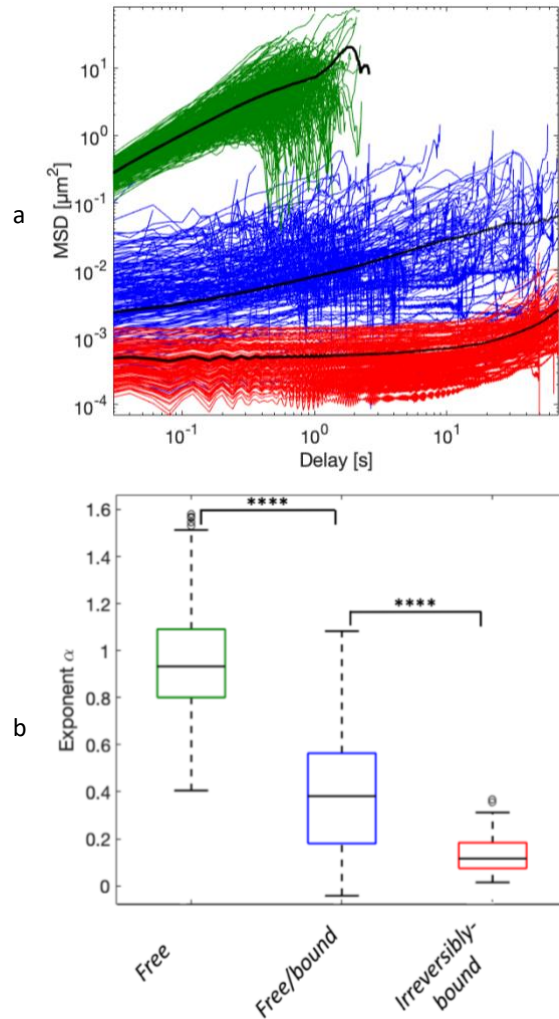 a
MSD [µm²]
10¹
10⁰
10⁻¹
10⁻²
10⁻³
10⁻⁴
10⁻¹
10⁰
10¹
Delay [s]
b
Exponent α
1.6
1.4
1.2
1
0.8
0.6
0.4
0.2
0
****
****
Free
Free/bound
Irreversibly-
bound